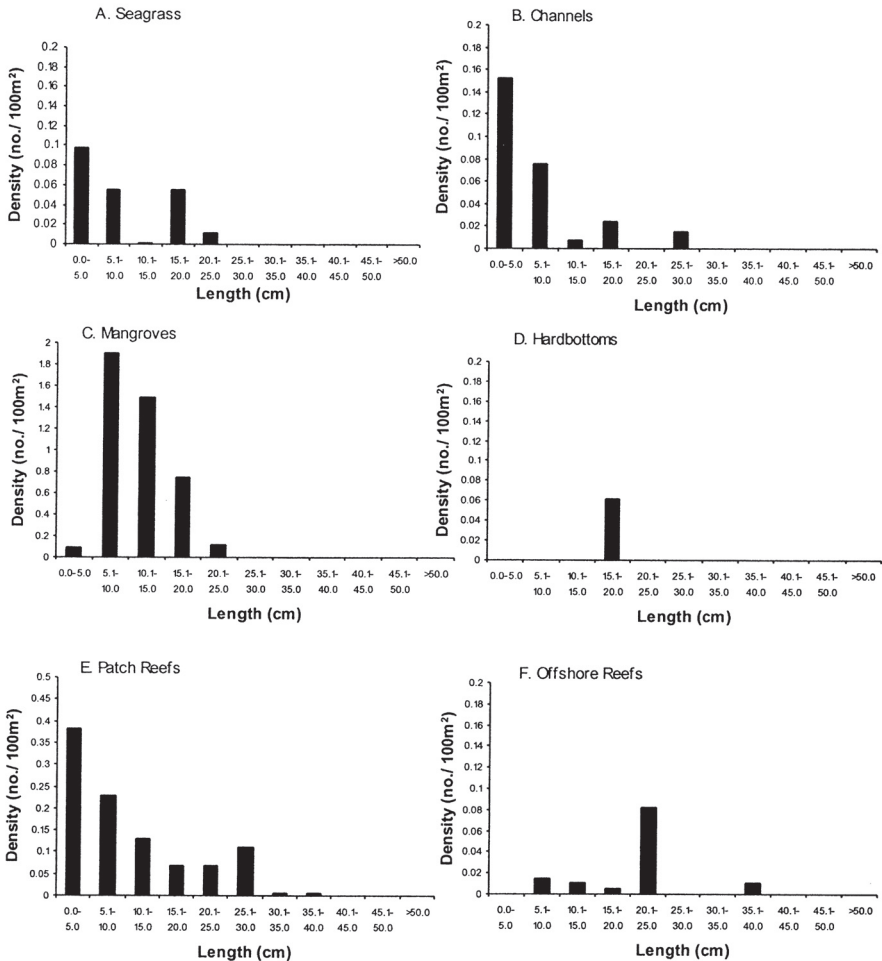 A. Seagrass
Density (no./ 100m²)
0.2
0.18
0.16
0.14
0.12
0.1
0.08
0.06
0.04
0.02
0
0.0- 5.1- 10.1- 15.1- 20.1- 25.1- 30.1- 35.1- 40.1- 45.1- >50.0
5.0 10.0 15.0 20.0 25.0 30.0 35.0 40.0 45.0 50.0
Length (cm)
B. Channels
Density (no./ 100m²)
0.2
0.18
0.16
0.14
0.12
0.1
0.08
0.06
0.04
0.02
0
0.0-5.0 5.1- 10.1- 15.1- 20.1- 25.1- 30.1- 35.1- 40.1- 45.1- >50.0
10.0 15.0 20.0 25.0 30.0 35.0 40.0 45.0 50.0
Length (cm)
C. Mangroves
Density (no./ 100m²)
2
1.8
1.6
1.4
1.2
1
0.8
0.6
0.4
0.2
0
0.0-5.0 5.1- 10.1- 15.1- 20.1- 25.1- 30.1- 35.1- 40.1- 45.1- >50.0
10.0 15.0 20.0 25.0 30.0 35.0 40.0 45.0 50.0
Length (cm)
D. Hardbottoms
Density (no./ 100m²)
0.2
0.18
0.16
0.14
0.12
0.1
0.08
0.06
0.04
0.02
0
0.0-5.0 5.1- 10.1- 15.1- 20.1- 25.1- 30.1- 35.1- 40.1- 45.1- >50.0
10.0 15.0 20.0 25.0 30.0 35.0 40.0 45.0 50.0
Length (cm)
E. Patch Reefs
Density (no./ 100m²)
0.5
0.45
0.4
0.35
0.3
0.25
0.2
0.15
0.1
0.05
0
0.0- 5.1- 10.1- 15.1- 20.1- 25.1- 30.1- 35.1- 40.1- 45.1- >50.0
5.0 10.0 15.0 20.0 25.0 30.0 35.0 40.0 45.0 50.0
Length (cm)
F. Offshore Reefs
Density (no./ 100m²)
0.2
0.18
0.16
0.14
0.12
0.1
0.08
0.06
0.04
0.02
0
0.0- 5.1- 10.1- 15.1- 20.1- 25.1- 30.1- 35.1- 40.1- 45.1- >50.0
5.0 10.0 15.0 20.0 25.0 30.0 35.0 40.0 45.0 50.0
Length (cm)